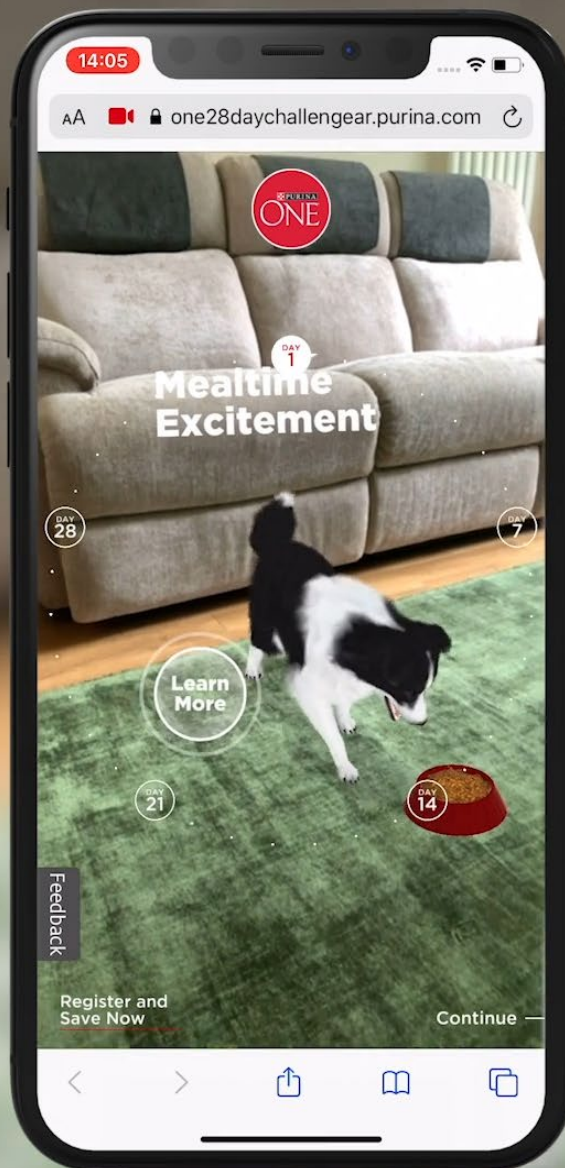 14:05
AA
one28daychallengear.purina.com
PURINA
ONE
DAY
1
Mealtime
Excitement
DAY
28
DAY
7
Learn
More
DAY
21
DAY
14
Feedback
Register and
Save Now
Continue